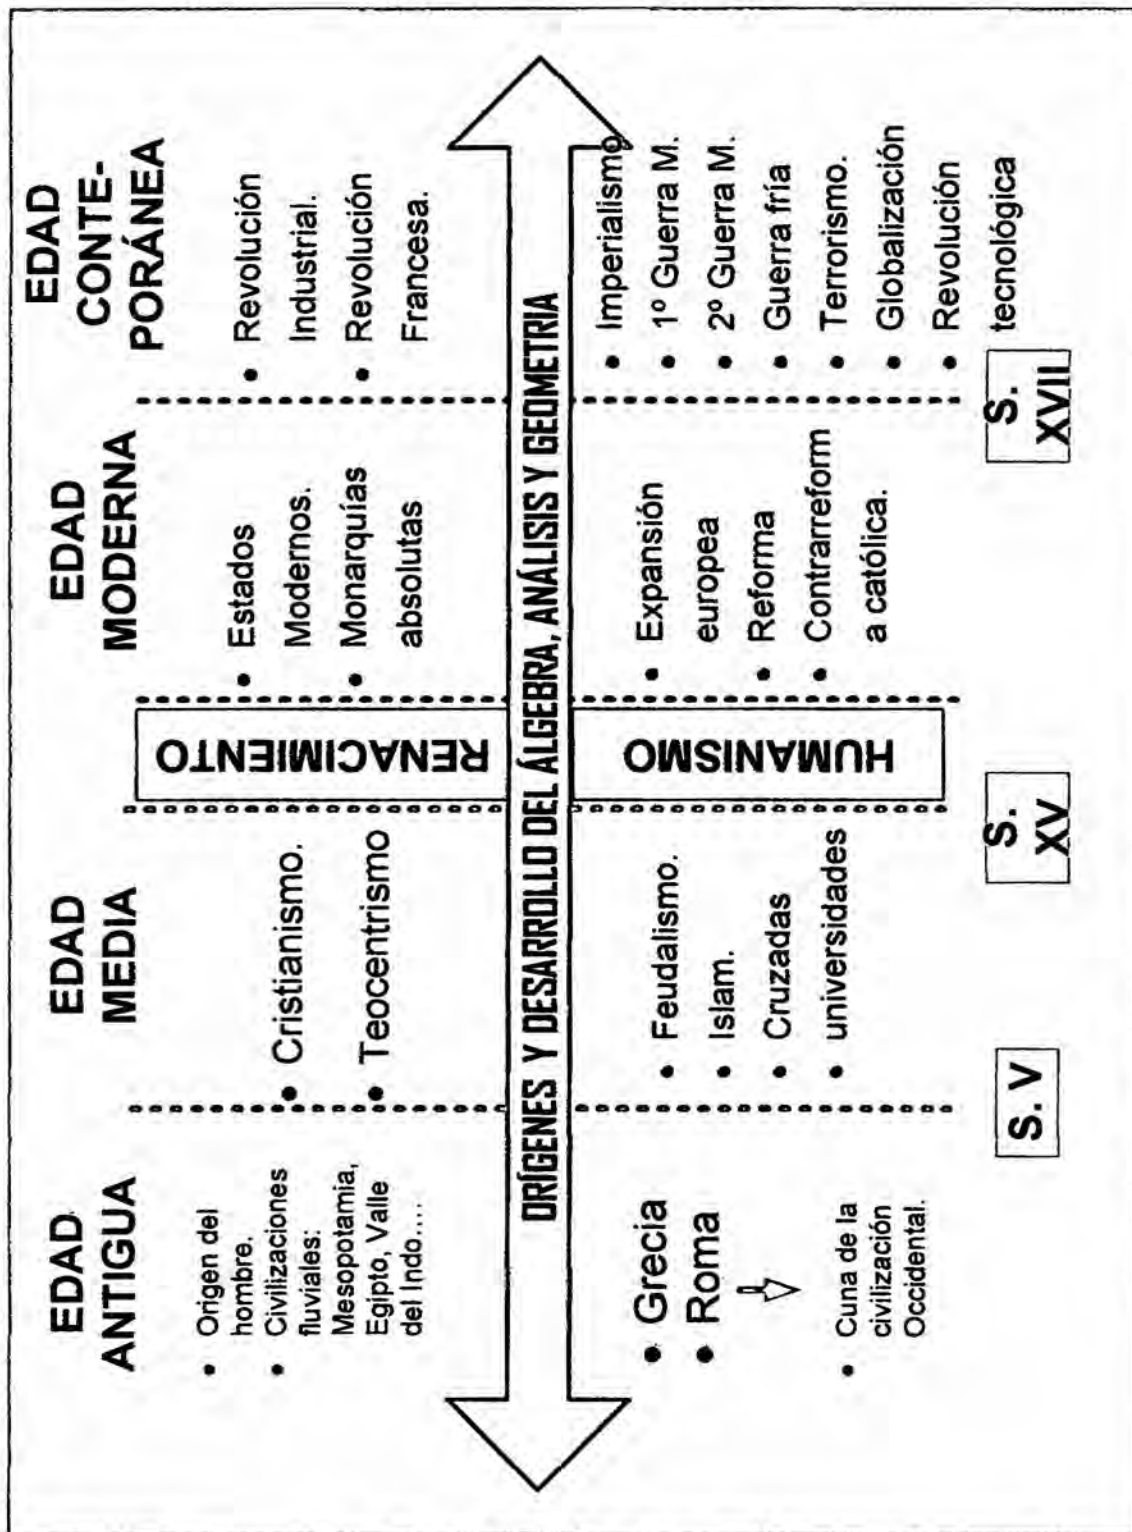 EDAD
ANTIGUA
• Origen del
hombre.
• Civilizaciones
fluviales:
Mesopotamia,
Egipto, Valle
del Indo....
• Grecia
• Roma
• Cuna de la
civilización
Occidental.
S. V
EDAD
MEDIA
• Cristianismo.
• Teocentrismo
• Feudalismo.
• Islam.
• Cruzadas
• universidades
S.
XV
RENACIMIENTO
HUMANISMO
EDAD
MODERNA
• Estados
Modernos.
• Monarquías
absolutas
• Expansión
europea
• Reforma
• Contrarreform
a católica.
S.
XVII
EDAD
CONTE-
PORÁNEA
• Revolución
Industrial.
• Revolución
Francesa.
• Imperialismo
• 1º Guerra M.
• 2º Guerra M.
• Guerra fría
• Terrorismo.
• Globalización
• Revolución
tecnológica
ORÍGENES Y DESARROLLO DEL ÁLGEBRA, ANÁLISIS Y GEOMETRIA